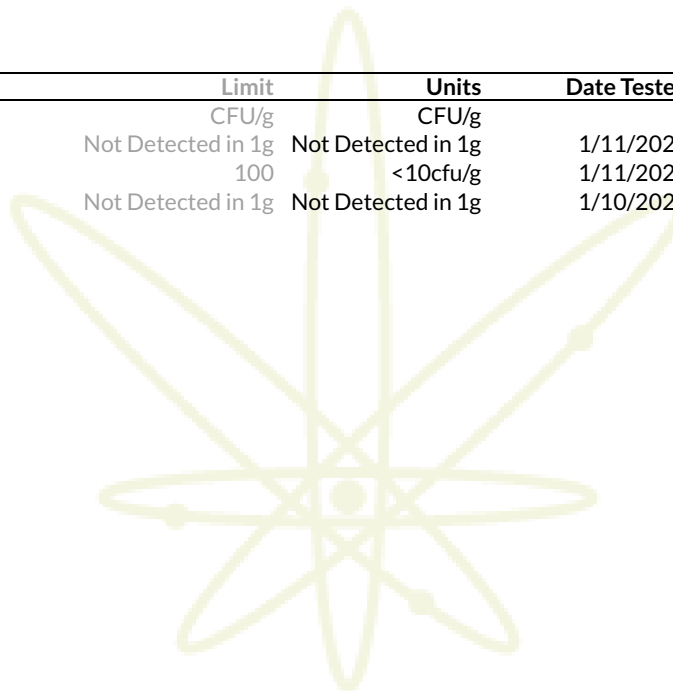 Limit Units Date Teste
CFU/g CFU/g
Not Detected in 1g Not Detected in 1g 1/11/202
100 <10cfu/g 1/11/202
Not Detected in 1g Not Detected in 1g 1/10/202